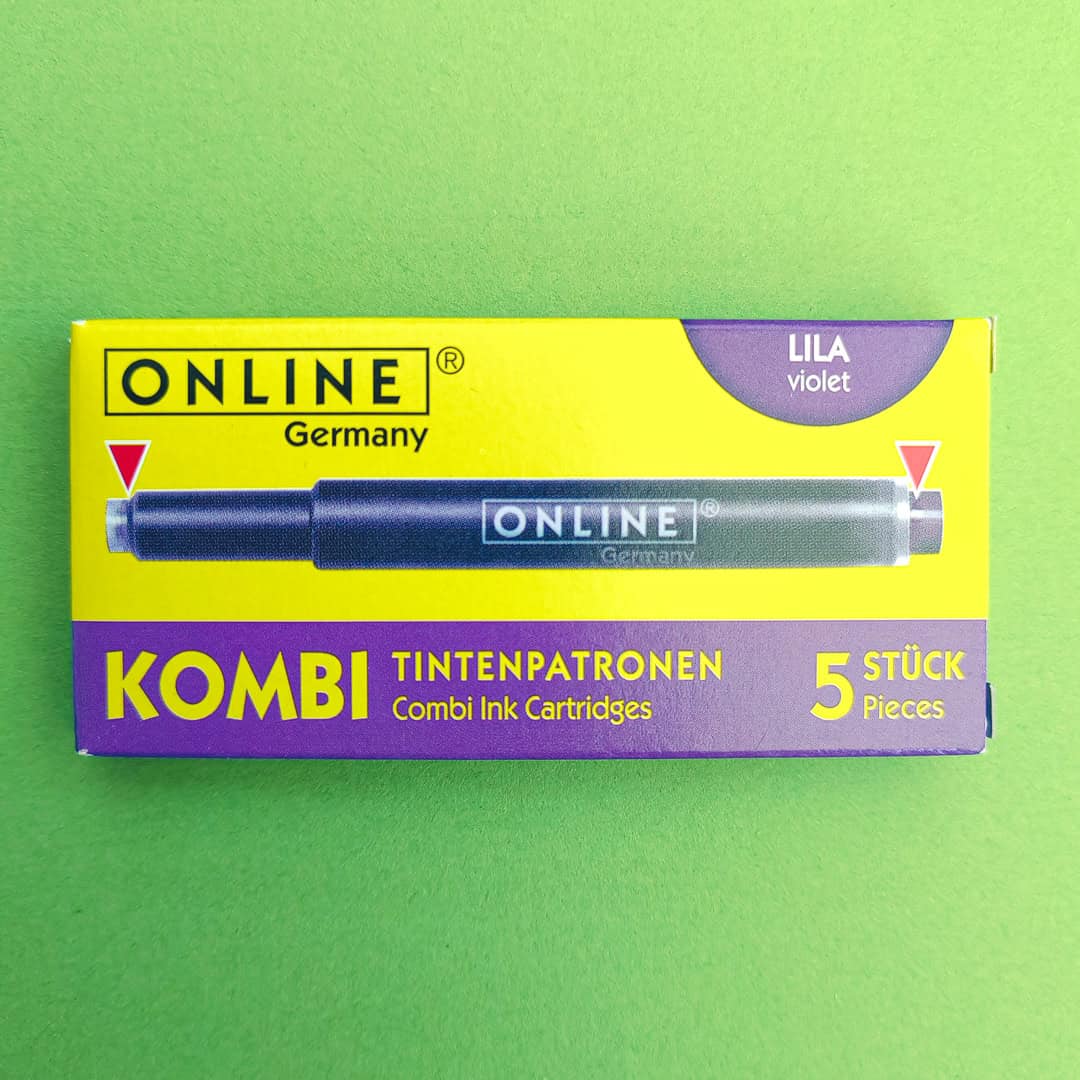 ONLINE®
Germany
LILA
violet
ONLINE®
Germany
KOMBI TINTENPATRONEN
Combi Ink Cartridges
5 STÜCK
Pieces